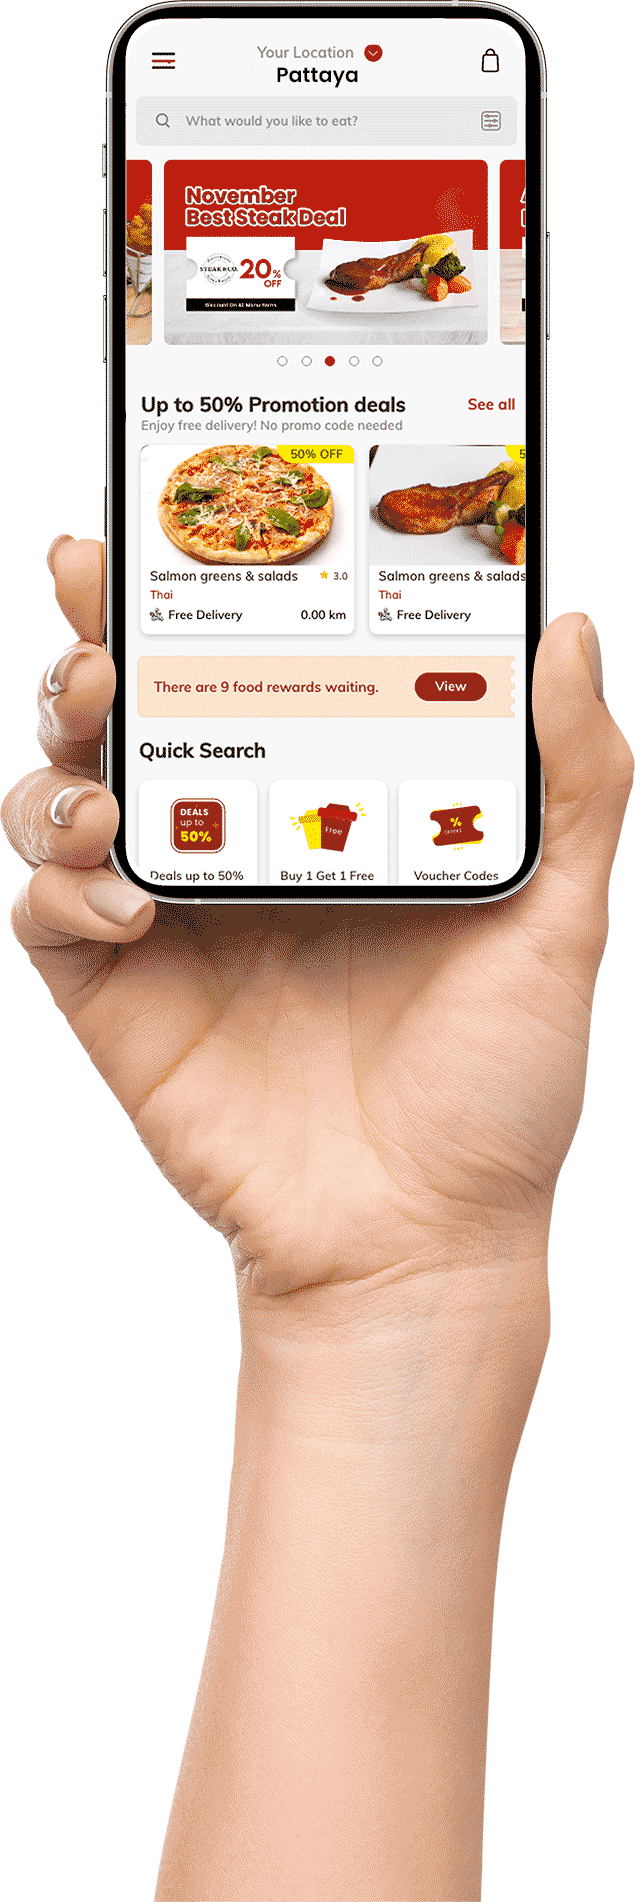 Your Location
Pattaya
What would you like to eat?
November
Best Steak Deal
STEAK & CO.
20% OFF
Discount On All Menu Items
Up to 50% Promotion deals
See all
Enjoy free delivery! No promo code needed
50% OFF
5
Salmon greens & salads
3.0
Salmon greens & salads
Thai
Thai
Free Delivery
0.00 km
Free Delivery
There are 9 food rewards waiting.
View
Quick Search
DEALS
up to
50%
Free
%
Deals up to 50%
Buy 1 Get 1 Free
Voucher Codes